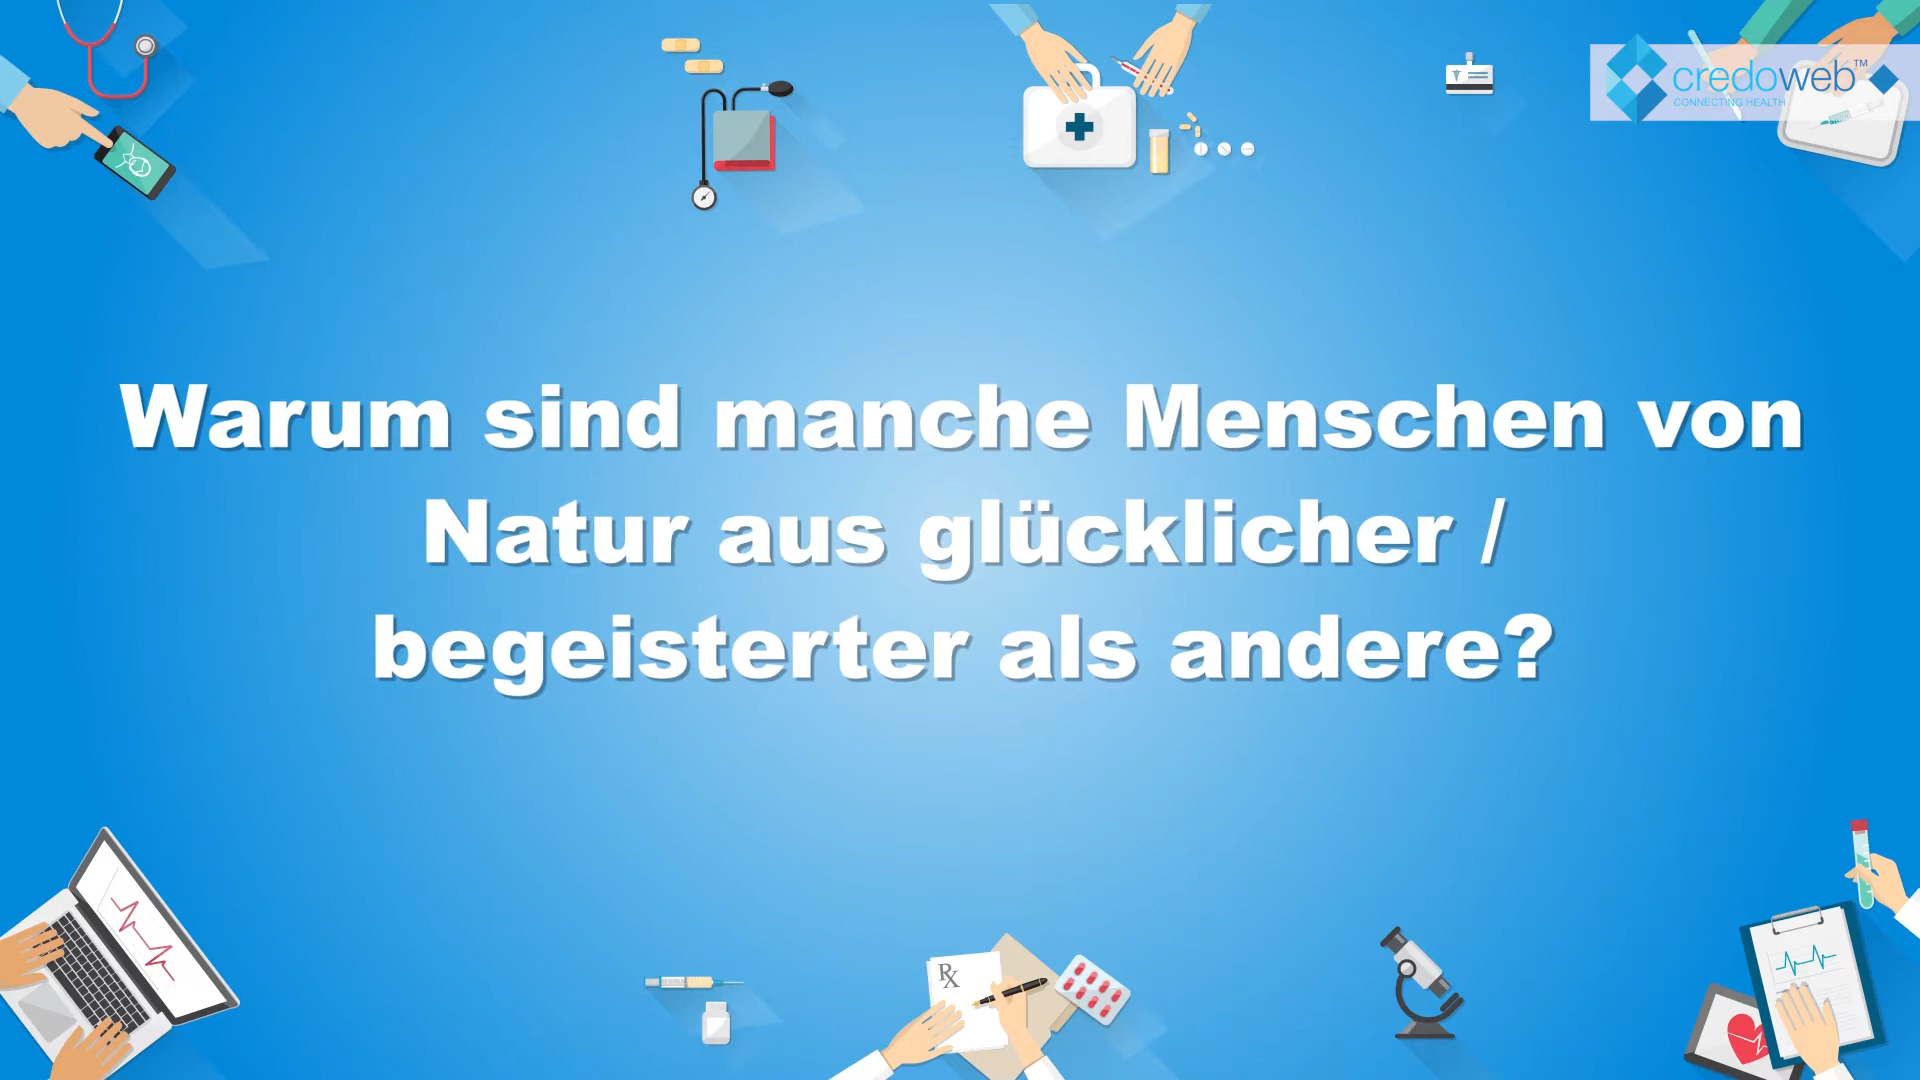 credoweb™
CONNECTING HEALTH
Warum sind manche Menschen von
Natur aus glücklicher /
begeisterter als andere?
Rx